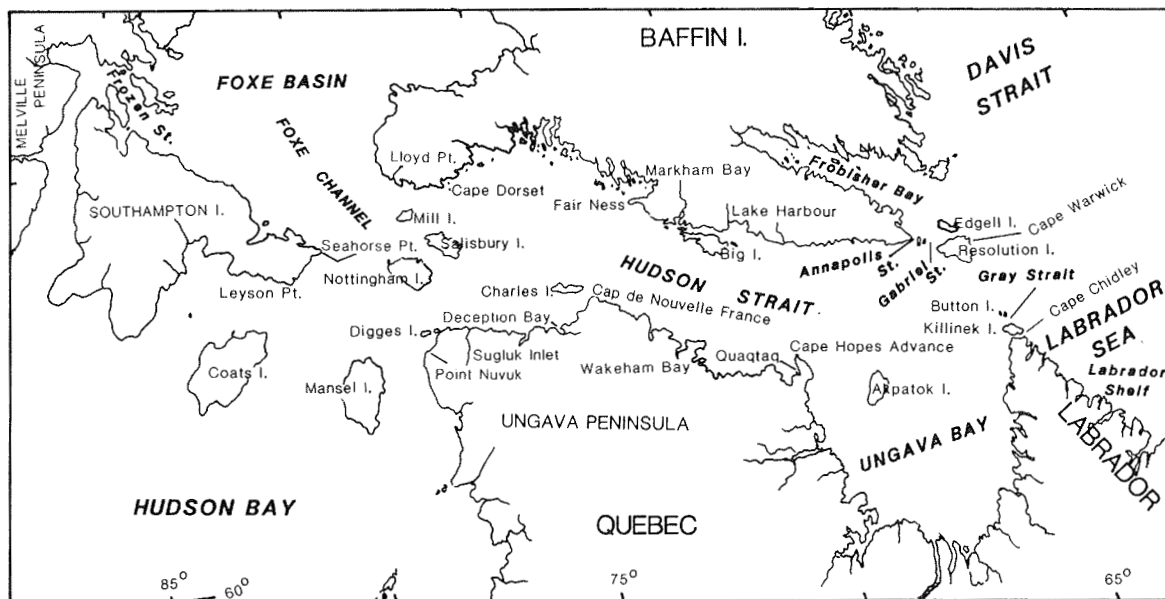 MELVILLE
PENINSULA
Frozen St.
FOXE BASIN
BAFFIN I.
DAVIS
STRAIT
FOXE
CHANNEL
Lloyd Pt.
Cape Dorset
Markham Bay
Frobisher Bay
SOUTHAMPTON I.
Mill I.
Fair Ness
Lake Harbour
Edgell I.
Cape Warwick
Seahorse Pt.
Salisbury I.
Big I.
Annapolis
St.
Gabriel
St.
Resolution I.
Leyson Pt.
Nottingham I.
HUDSON STRAIT
Gray Strait
Charles I.
Cap de Nouvelle France
Button I.
Cape Chidley
Digges I.
Deception Bay
Killinek I.
LABRADOR
SEA
Sugluk Inlet
Quaqtaq
Cape Hopes Advance
Coats I.
Mansel I.
Point Nuvuk
Wakeham Bay
Akpatok I.
Labrador
Shelf
UNGAVA PENINSULA
UNGAVA BAY
LABRADOR
HUDSON BAY
QUEBEC
85°
60°
75°
65°